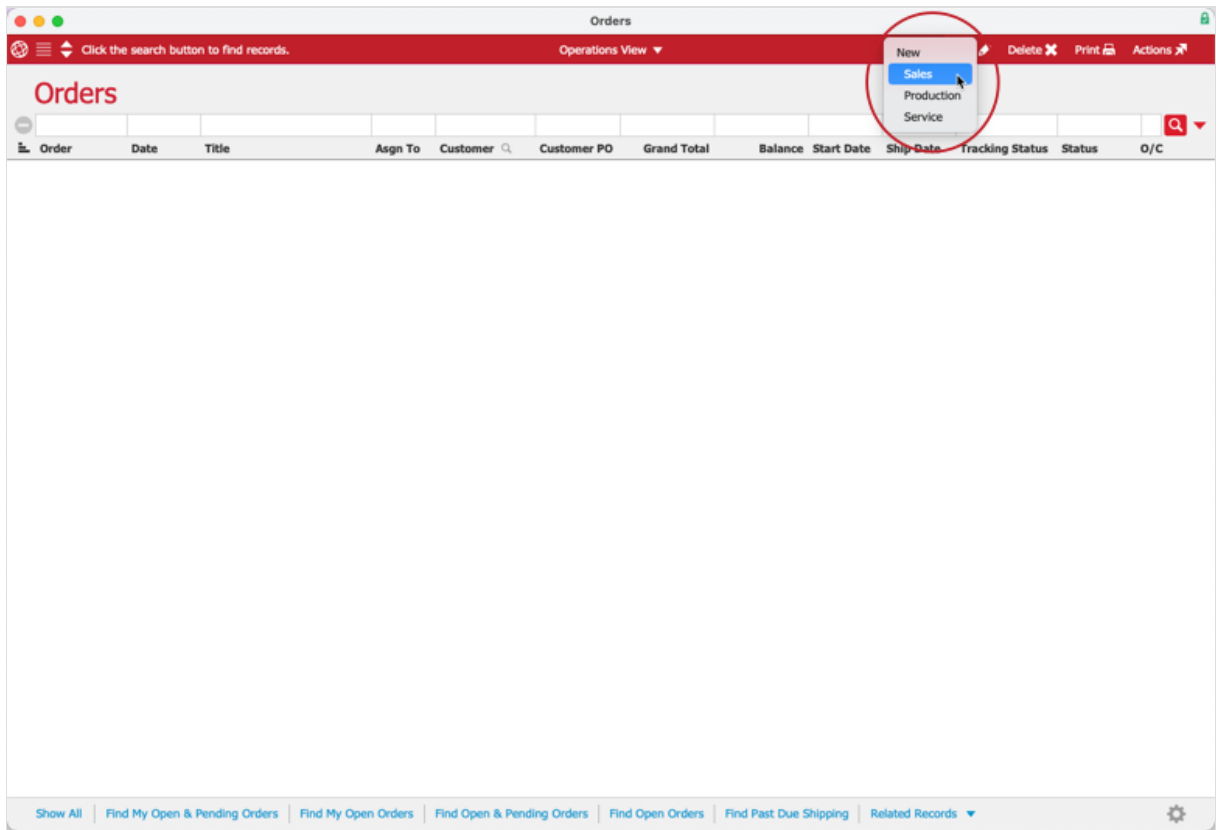 Orders
Click the search button to find records. Operations View ▼ Delete Print Actions
New
Sales
Production
Service
Orders
Order Date Title Asgn To Customer Customer PO Grand Total Balance Start Date Ship Date Tracking Status Status O/C
Show All Find My Open & Pending Orders Find My Open Orders Find Open & Pending Orders Find Open Orders Find Past Due Shipping Related Records ▼